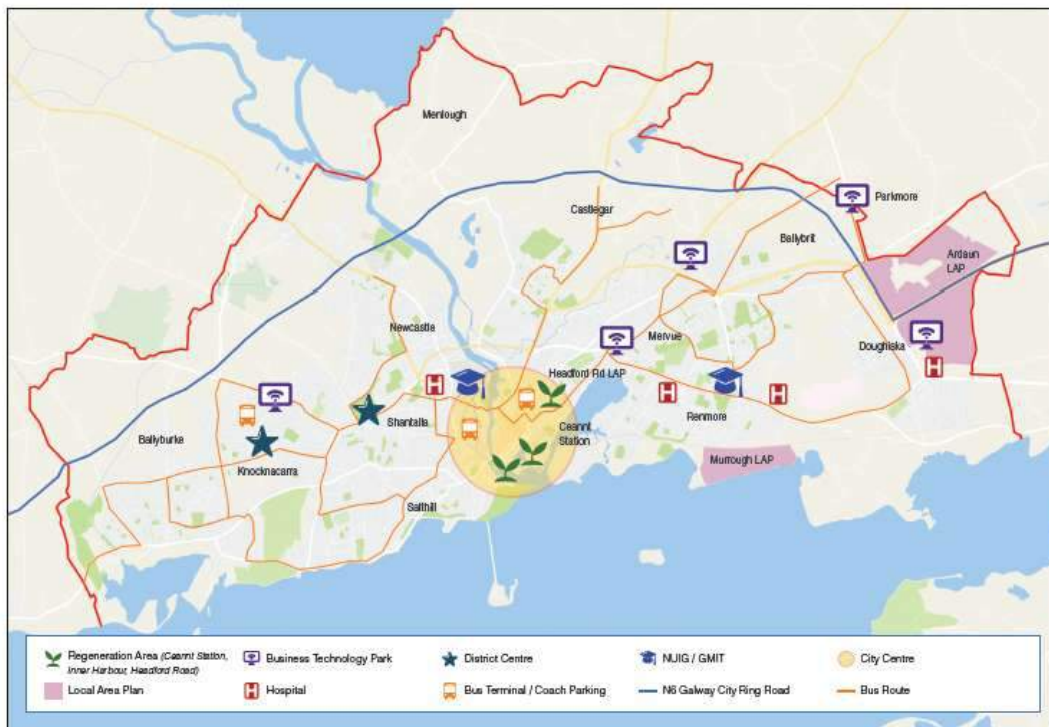 Menlough
Castlegar
Parkmore
Ballybrit
Ardaun
LAP
Newcastle
Mervue
Doughiska
Headford Rd LAP
Shantalla
Ceannt
Station
Renmore
Ballyburke
Knocknacarra
Murrough LAP
Salthill
Regeneration Area (Ceannt Station,
Inner Harbour, Headford Road)
Business Technology Park
District Centre
NUIG / GMIT
City Centre
Local Area Plan
Hospital
Bus Terminal / Coach Parking
N6 Galway City Ring Road
Bus Route